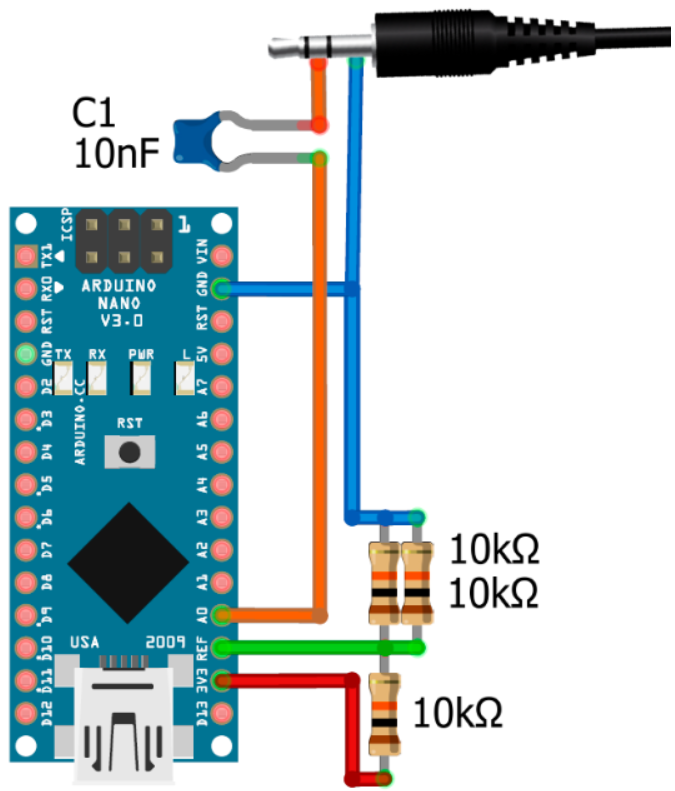 C1
10nF
ICSP
1
TX1
RX0
RST
GND
D2
D3
D4
D5
D6
D7
D8
D9
D10
D11
D12
VIN
GND
RST
5V
A7
A6
A5
A4
A3
A2
A1
A0
REF
3V3
D13
ARDUINO
NANO
V3.0
TX RX PWR L
ARDUINO.CC
RST
USA 2009
10kΩ
10kΩ
10kΩ